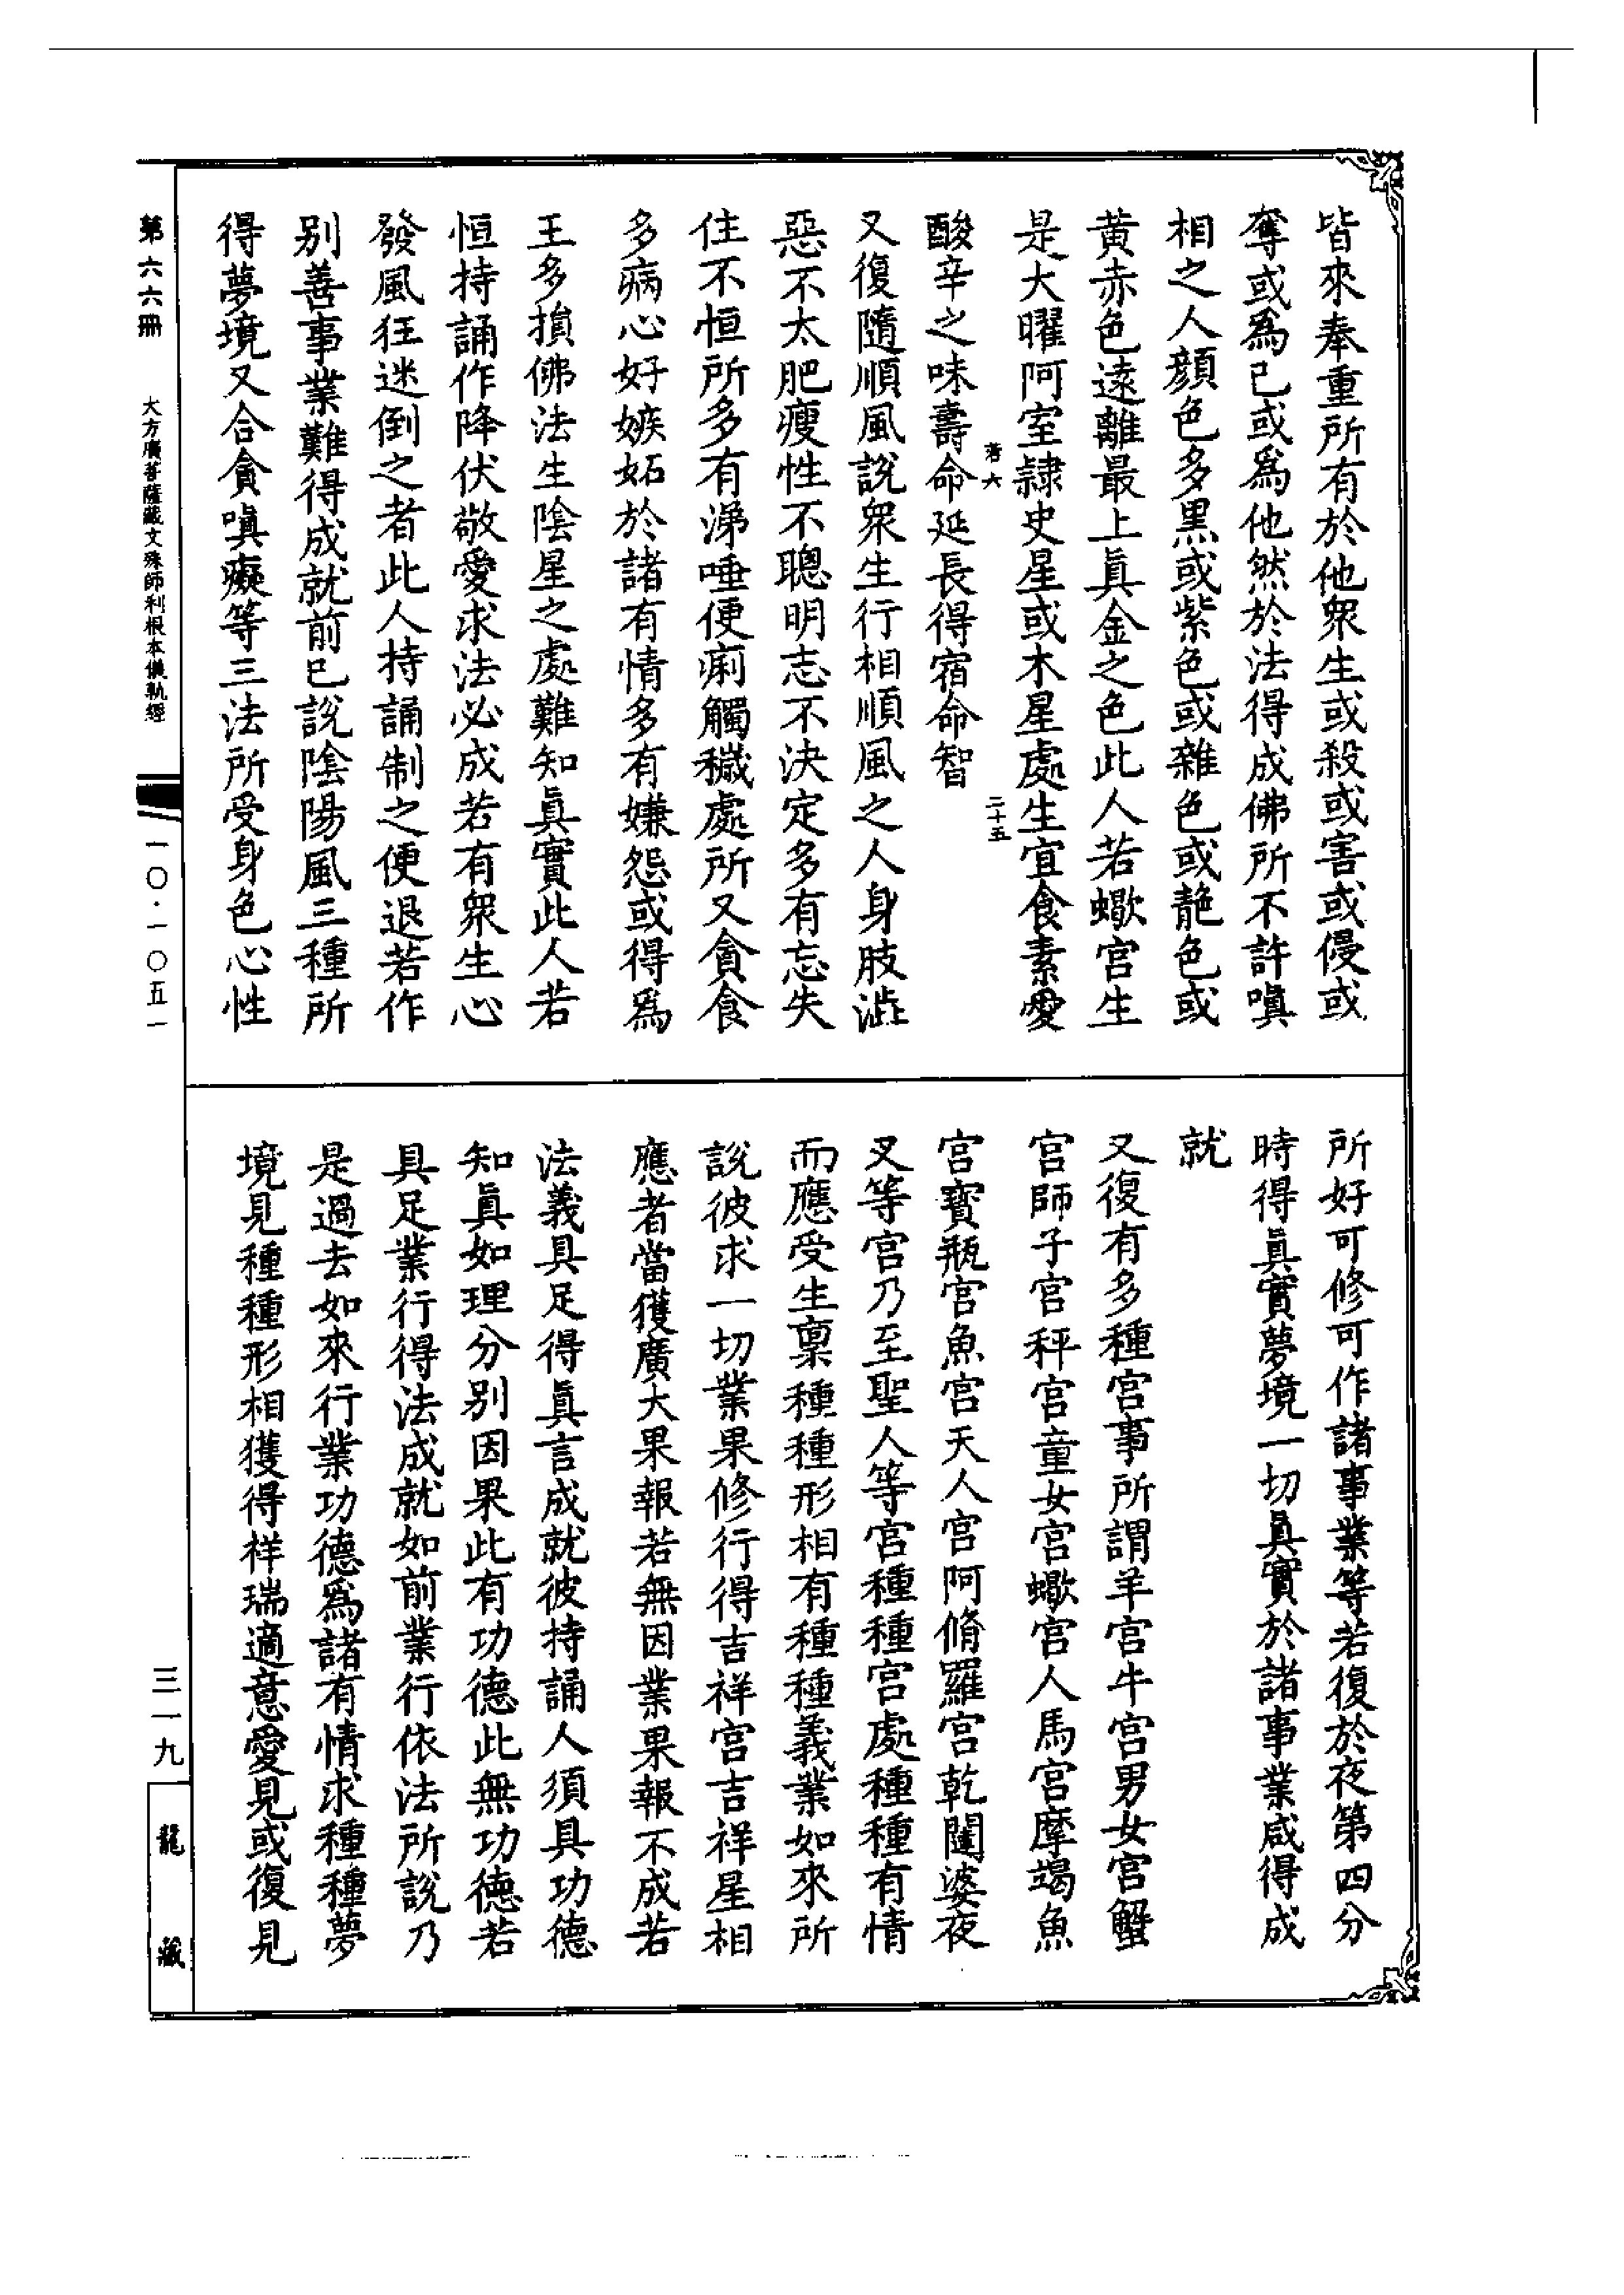 皆來奉重所有於他眾生或殺或害或侵或
奪或為己或為他然於法得成佛所不許嗔
相之人顏色多黑或紫色或雜色或靘色或
黃赤色遠離最上真金之色此人若蠍宮生
是大曜阿室隸史星或木星處生宜食素愛
若六
二十五
酸辛之味壽命延長得宿命智
又復隨順風說眾生行相順風之人身肢澁
惡不太肥瘦性不聰明志不決定多有忘失
住不恒所多有涕唾便痢觸穢處所又貪食
多病心好嫉妬於諸有情多有嫌怨或得為
王多損佛法生陰星之處難知真實此人若
恒持誦作降伏敬愛求法必成若有眾生心
發風狂迷倒之者此人持誦制之便退若作
別善事業難得成就前已說陰陽風三種所
得夢境又合貪嗔癡等三法所受身色心性
所好可修可作諸事業等若復於夜第四分
時得真實夢境一切真實於諸事業咸得成
就
又復有多種宮事所謂羊宮牛宮男女宮蟹
宮師子宮秤宮童女宮蠍宮人馬宮摩竭魚
宮寶瓶宮魚宮天人宮阿脩羅宮乾闥婆夜
叉等宮乃至聖人等宮種種宮處種種有情
而應受生稟種種形相有種種義業如來所
說彼求一切業果修行得吉祥宮吉祥星相
應者當獲廣大果報若無因業果報不成若
法義具足得真言成就彼持誦人須具功德
知真如理分別因果此有功德此無功德若
具足業行得法成就如前業行依法所說乃
是過去如來行業功德為諸有情求種種夢
境見種種形相獲得祥瑞適意愛見或復見
第六六冊
大方廣菩薩藏文殊師利根本儀軌經
一〇·一〇五一
三一九
龍藏